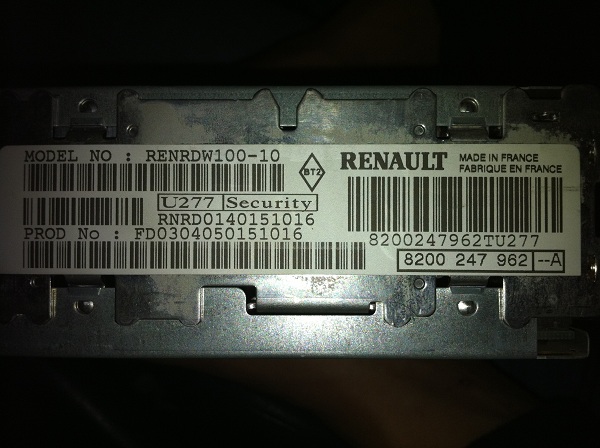 MODEL NO : RENRDW100-10
BT2
RENAULT
MADE IN FRANCE
FABRIQUE EN FRANCE
U277 Security
RNRD0140151016
PROD No : FD0304050151016
8200247962TU277
8200 247 962 --A